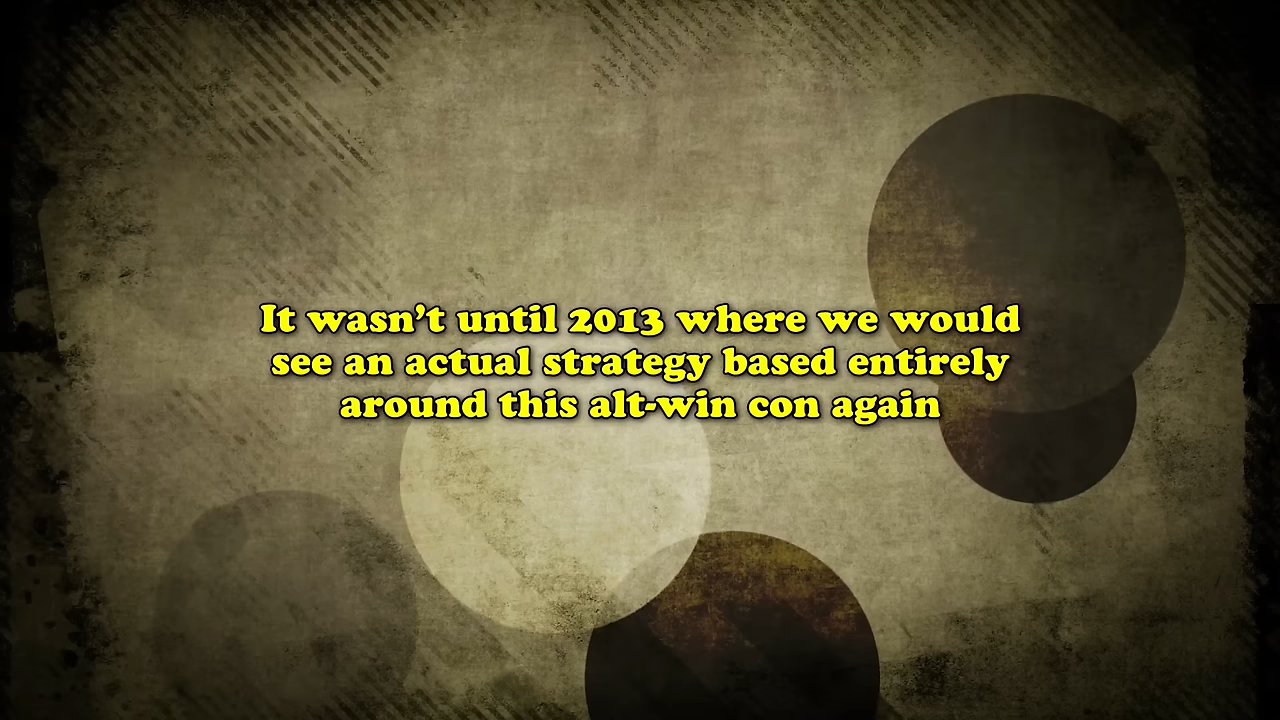 It wasn’t until 2013 where we would
see an actual strategy based entirely
around this alt-win con again